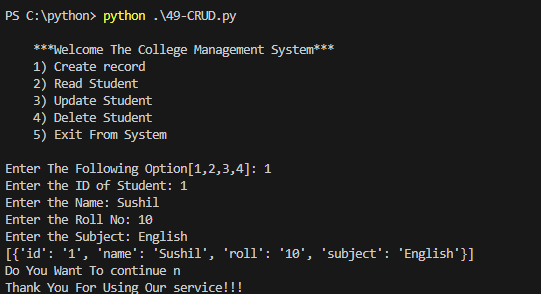 PS C:\python> python .\49-CRUD.py
***Welcome The College Management System***
1) Create record
2) Read Student
3) Update Student
4) Delete Student
5) Exit From System
Enter The Following Option[1,2,3,4]: 1
Enter the ID of Student: 1
Enter the Name: Sushil
Enter the Roll No: 10
Enter the Subject: English
[{'id': '1', 'name': 'Sushil', 'roll': '10', 'subject': 'English'}]
Do You Want To continue n
Thank You For Using Our service!!!